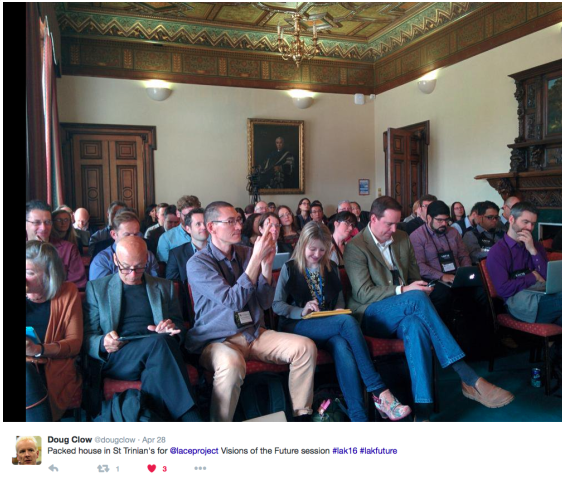 Doug Clow @dougclow · Apr 28
Packed house in St Trinian's for @laceproject Visions of the Future session #lak16 #lakfuture
1 3